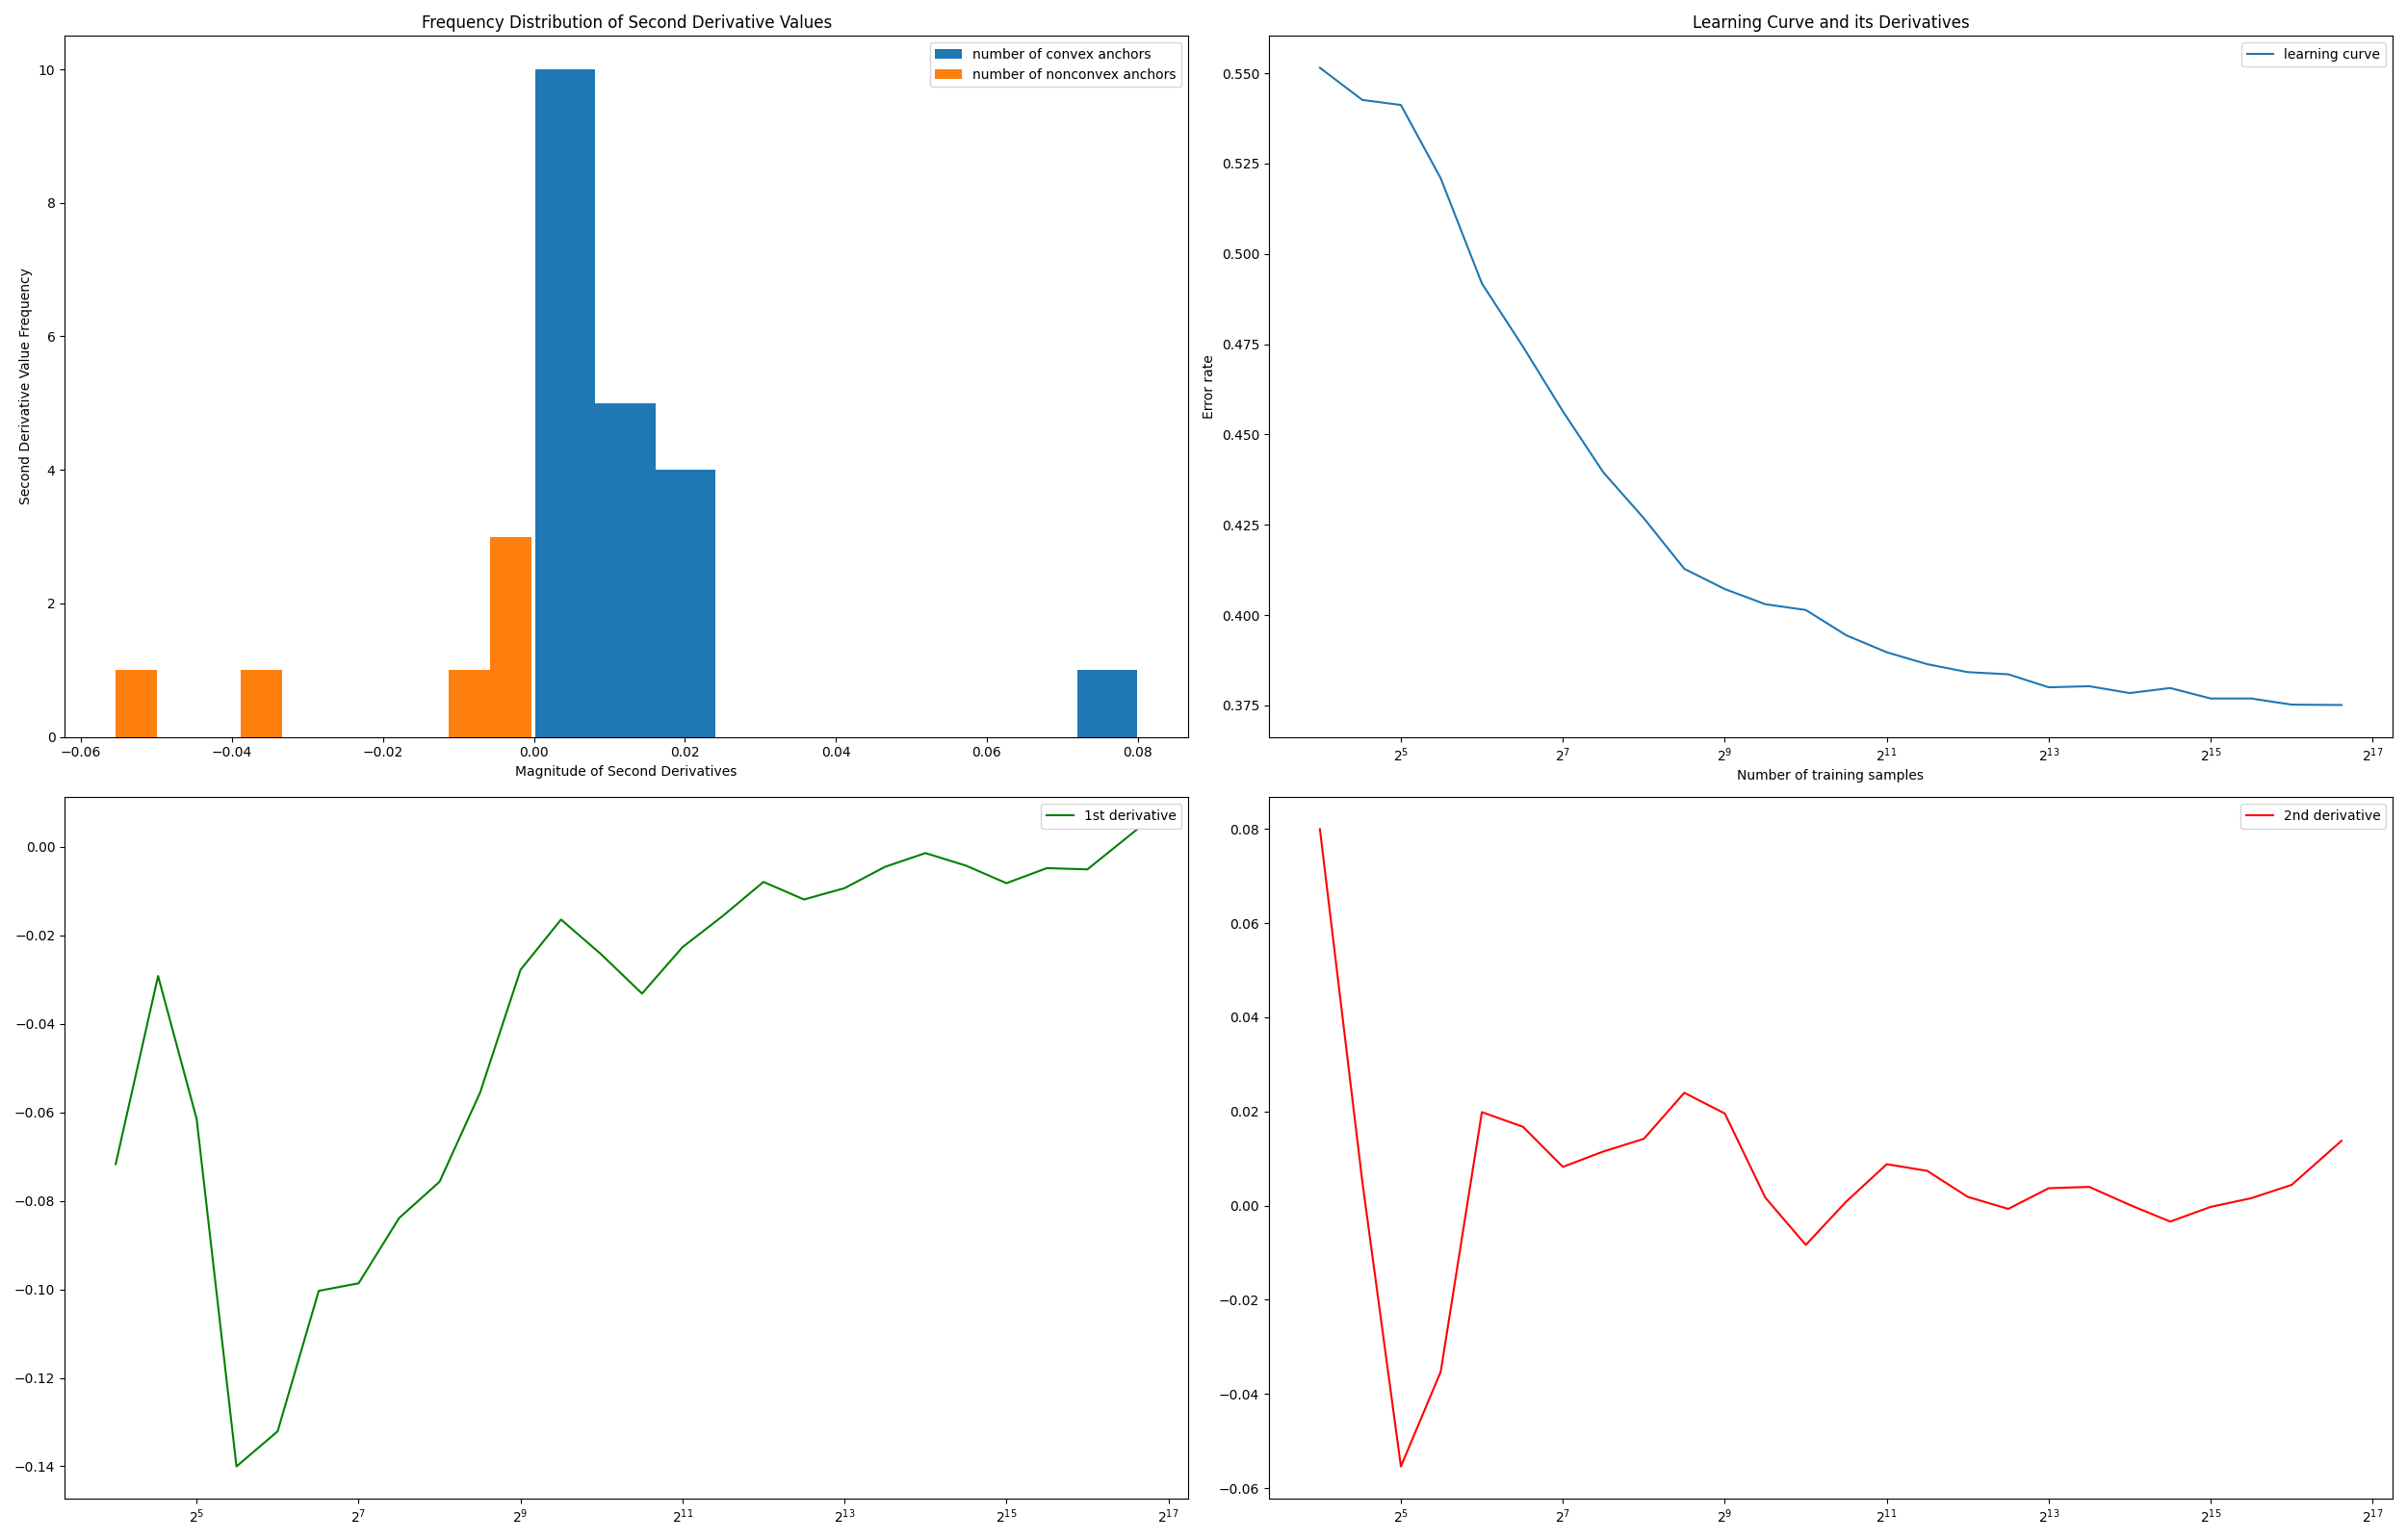 Frequency Distribution of Second Derivative Values
number of convex anchors
number of nonconvex anchors
Second Derivative Value Frequency
10
8
6
4
2
0
−0.06 −0.04 −0.02 0.00 0.02 0.04 0.06 0.08
Magnitude of Second Derivatives
Learning Curve and its Derivatives
learning curve
Error rate
0.550
0.525
0.500
0.475
0.450
0.425
0.400
0.375
2^5 2^7 2^9 2^11 2^13 2^15 2^17
Number of training samples
1st derivative
0.00
−0.02
−0.04
−0.06
−0.08
−0.10
−0.12
−0.14
2^5 2^7 2^9 2^11 2^13 2^15 2^17
2nd derivative
0.08
0.06
0.04
0.02
0.00
−0.02
−0.04
−0.06
2^5 2^7 2^9 2^11 2^13 2^15 2^17